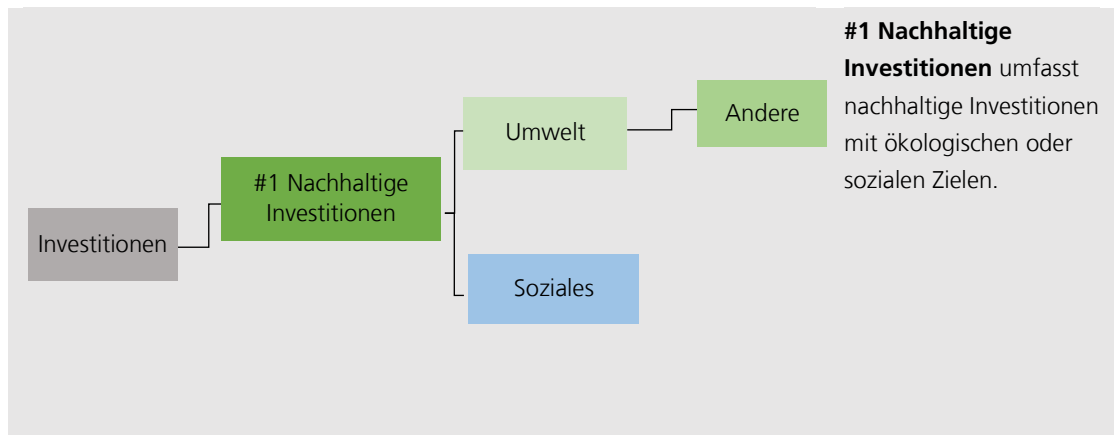 Investitionen
#1 Nachhaltige
Investitionen
Umwelt
Andere
Soziales
#1 Nachhaltige
Investitionen umfasst
nachhaltige Investitionen
mit ökologischen oder
sozialen Zielen.